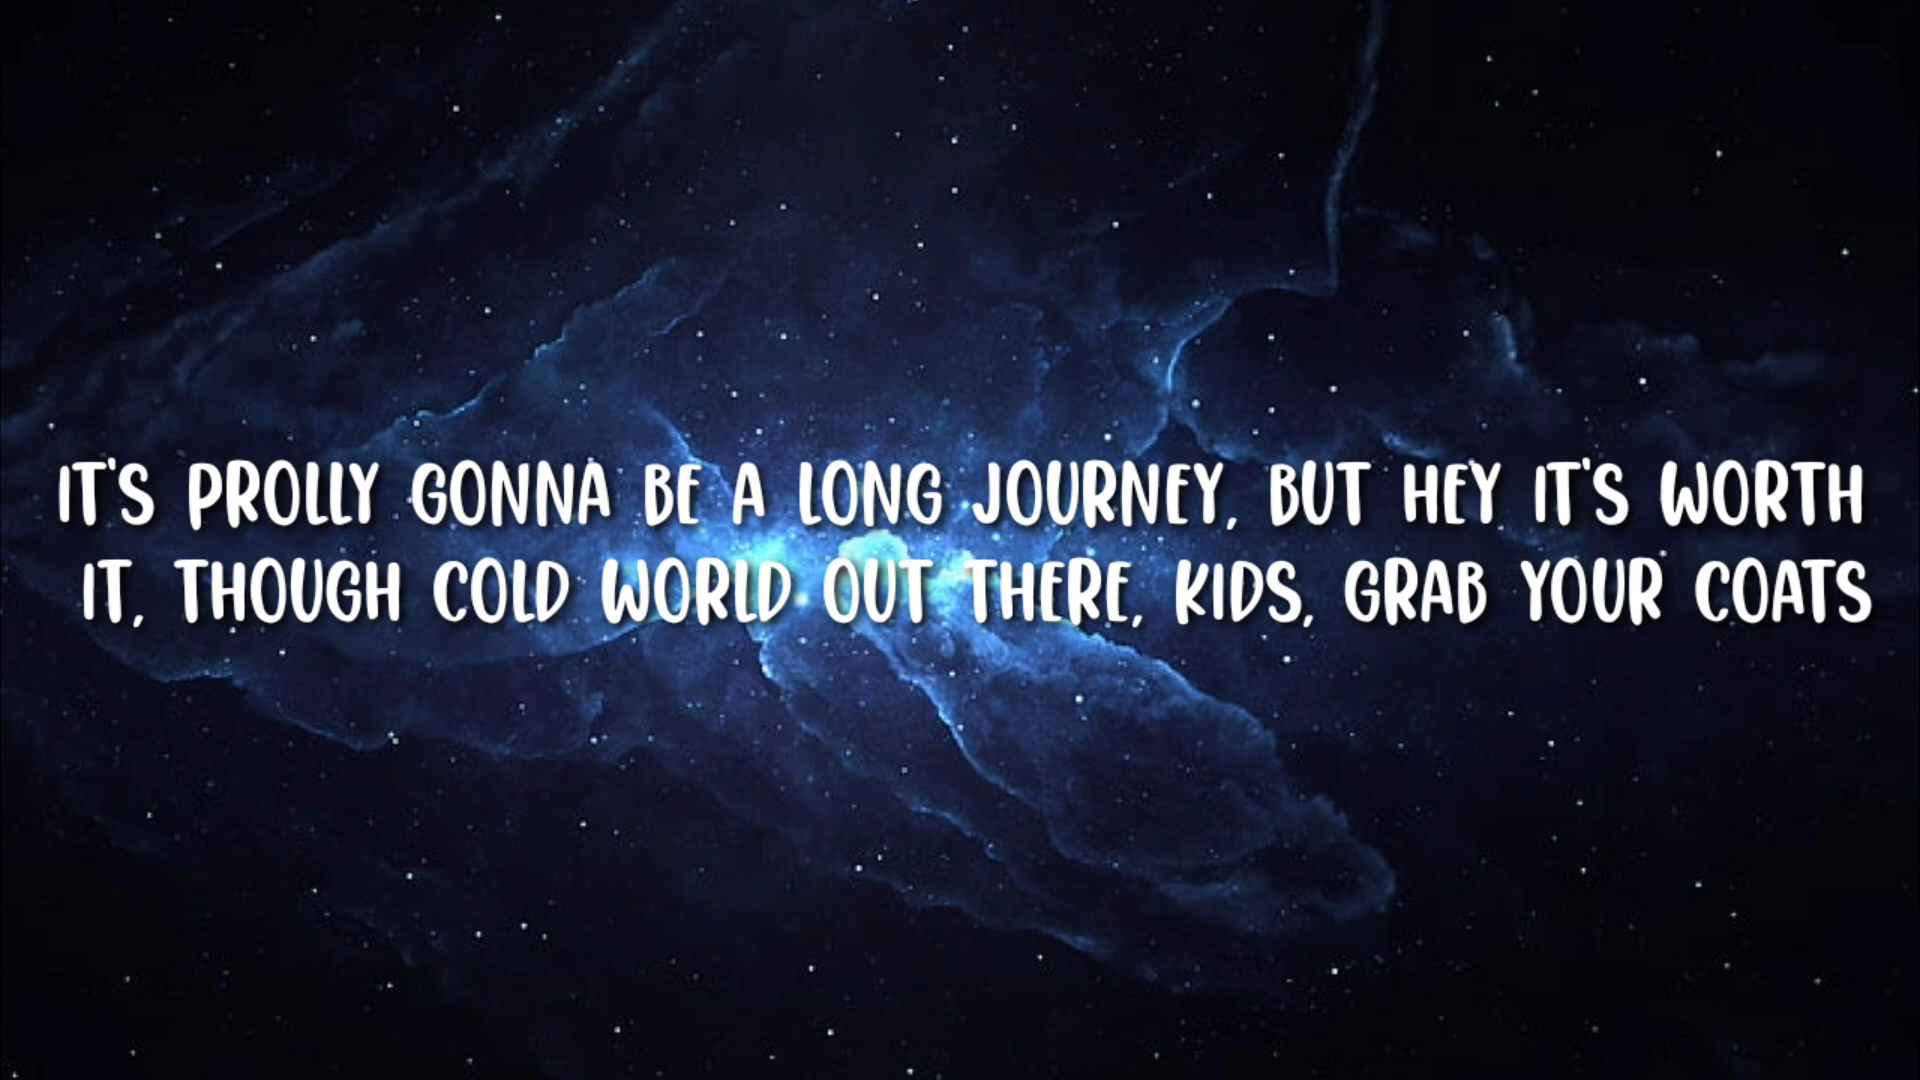 IT'S PROLLY GONNA BE A LONG JOURNEY, BUT HEY IT'S WORTH
IT, THOUGH COLD WORLD OUT THERE, KIDS, GRAB YOUR COATS